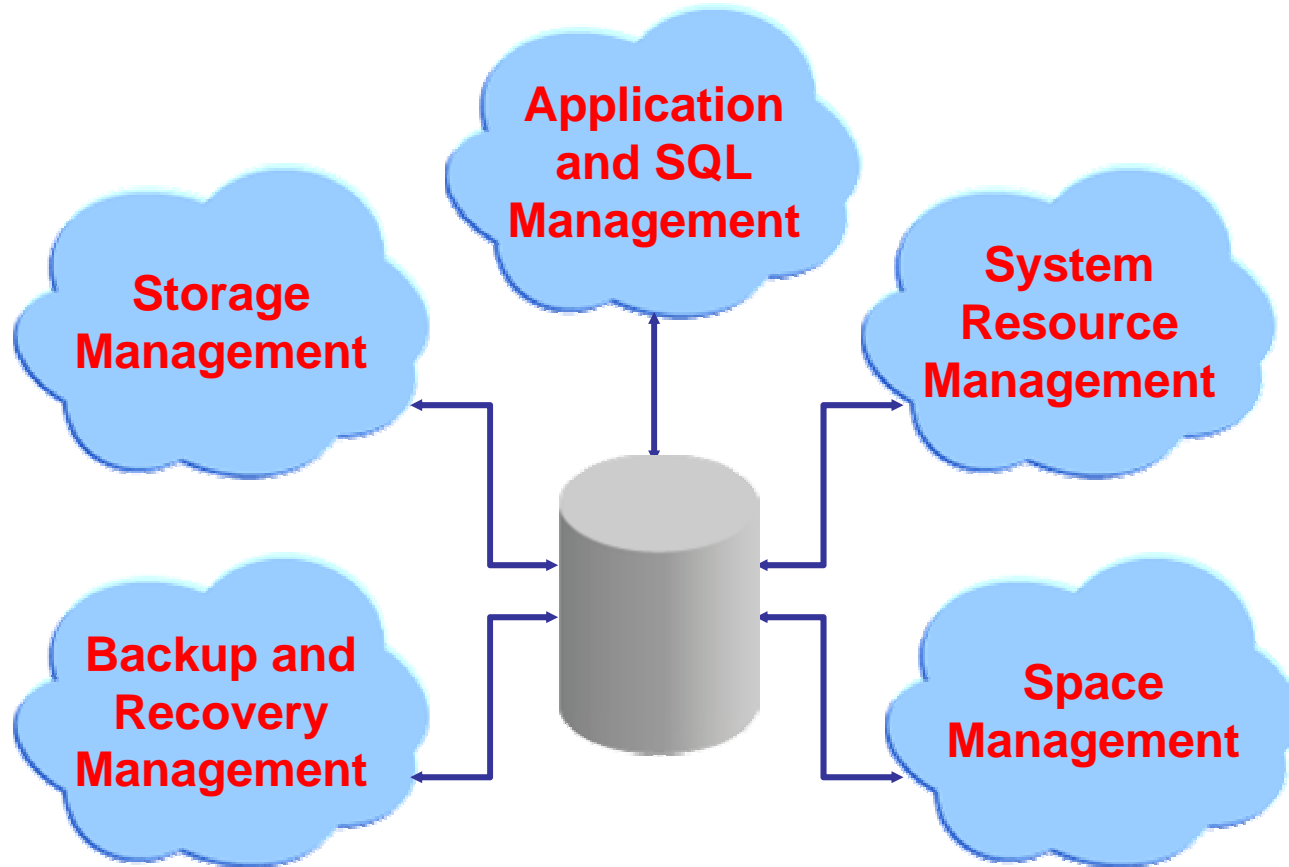 Application
and SQL
Management
Storage
Management
System
Resource
Management
Backup and
Recovery
Management
Space
Management